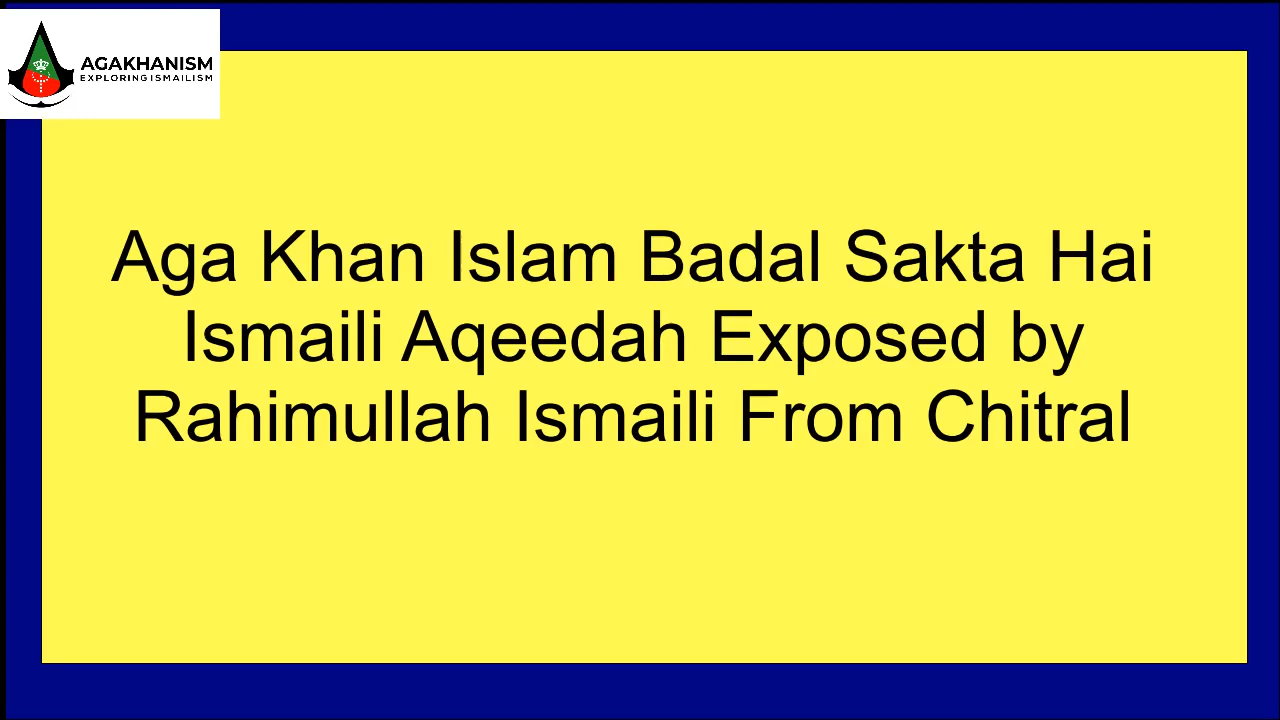 AGAKHANISM
EXPLORING ISMAILISM
Aga Khan Islam Badal Sakta Hai
Ismaili Aqeedah Exposed by
Rahimullah Ismaili From Chitral